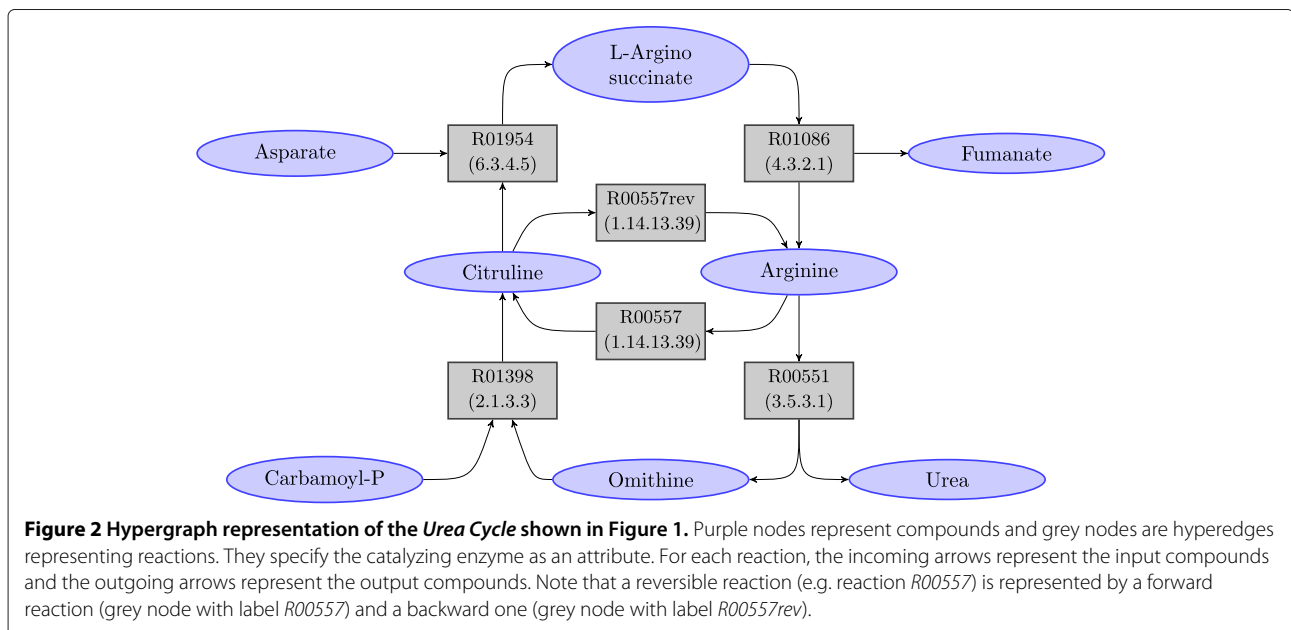 L-Argino
succinate
R01954
(6.3.4.5)
R01086
(4.3.2.1)
Asparate
Fumanate
R00557rev
(1.14.13.39)
Citruline
Arginine
R00557
(1.14.13.39)
R01398
(2.1.3.3)
R00551
(3.5.3.1)
Carbamoyl-P
Omithine
Urea
Figure 2 Hypergraph representation of the Urea Cycle shown in Figure 1. Purple nodes represent compounds and grey nodes are hyperedges
representing reactions. They specify the catalyzing enzyme as an attribute. For each reaction, the incoming arrows represent the input compounds
and the outgoing arrows represent the output compounds. Note that a reversible reaction (e.g. reaction R00557) is represented by a forward
reaction (grey node with label R00557) and a backward one (grey node with label R00557rev).